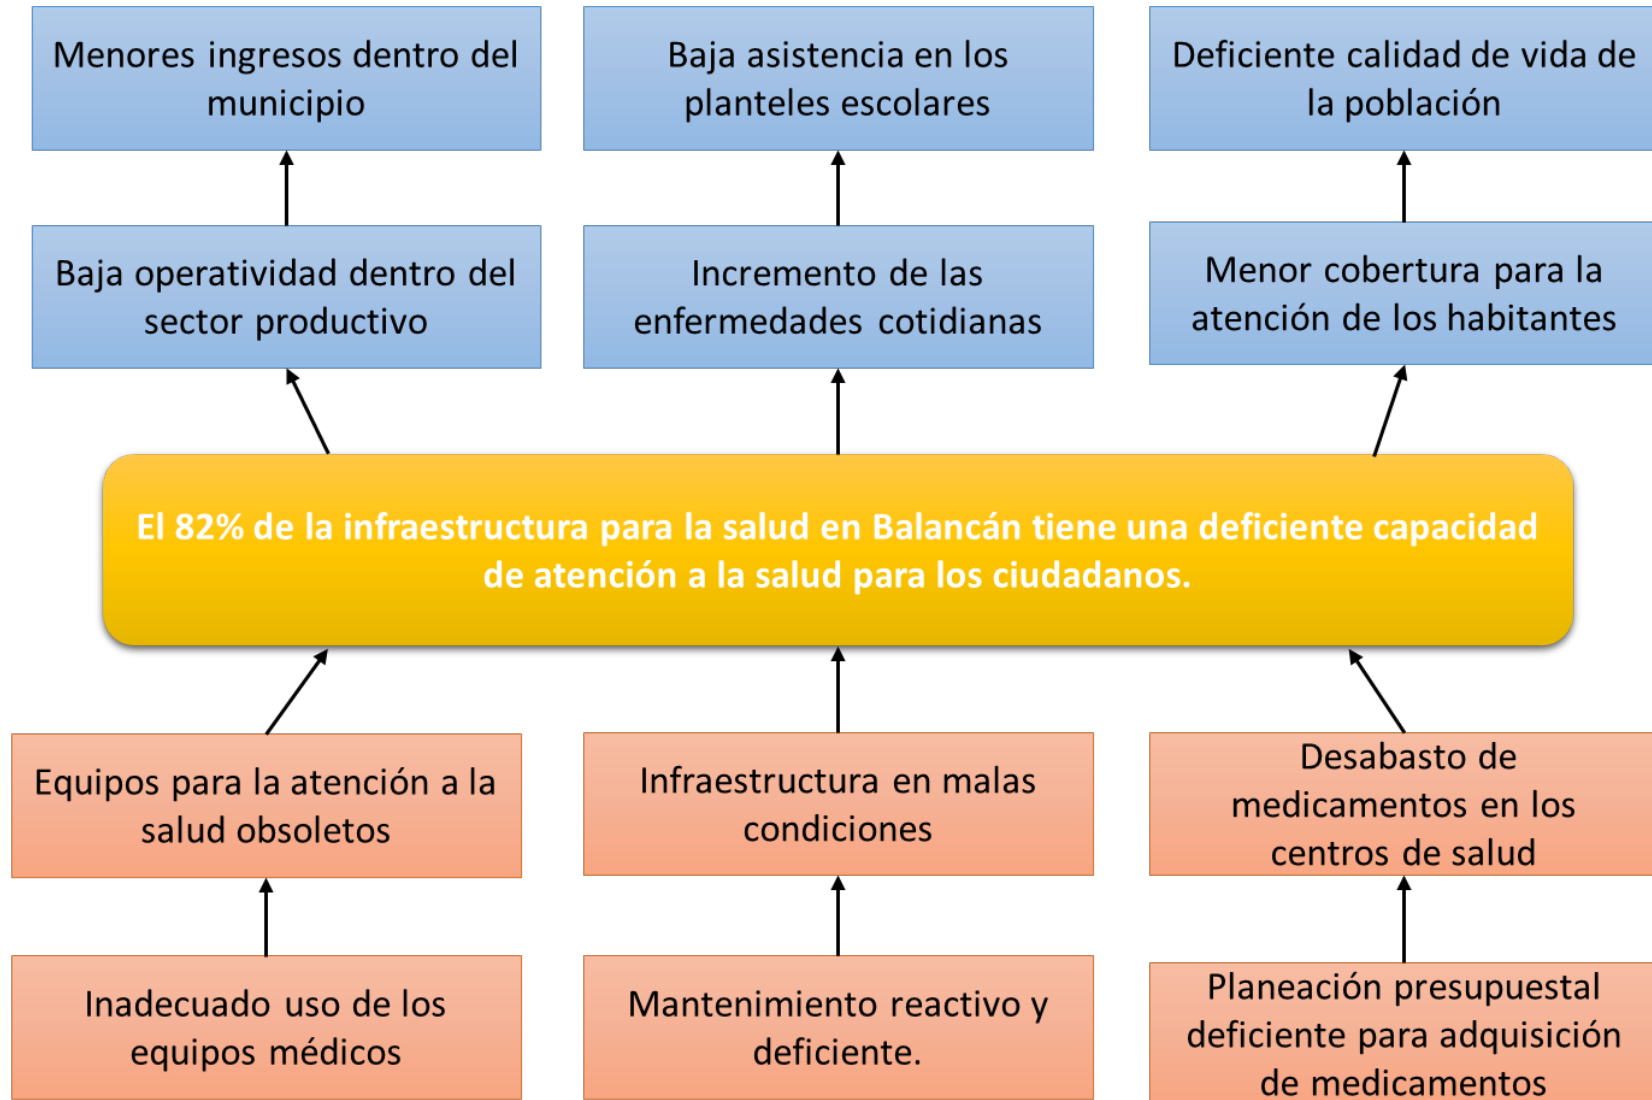 Menores ingresos dentro del
municipio
Baja asistencia en los
planteles escolares
Deficiente calidad de vida de
la población
Baja operatividad dentro del
sector productivo
Incremento de las
enfermedades cotidianas
Menor cobertura para la
atención de los habitantes
El 82% de la infraestructura para la salud en Balancán tiene una deficiente capacidad
de atención a la salud para los ciudadanos.
Equipos para la atención a la
salud obsoletos
Infraestructura en malas
condiciones
Desabasto de
medicamentos en los
centros de salud
Inadecuado uso de los
equipos médicos
Mantenimiento reactivo y
deficiente.
Planeación presupuestal
deficiente para adquisición
de medicamentos